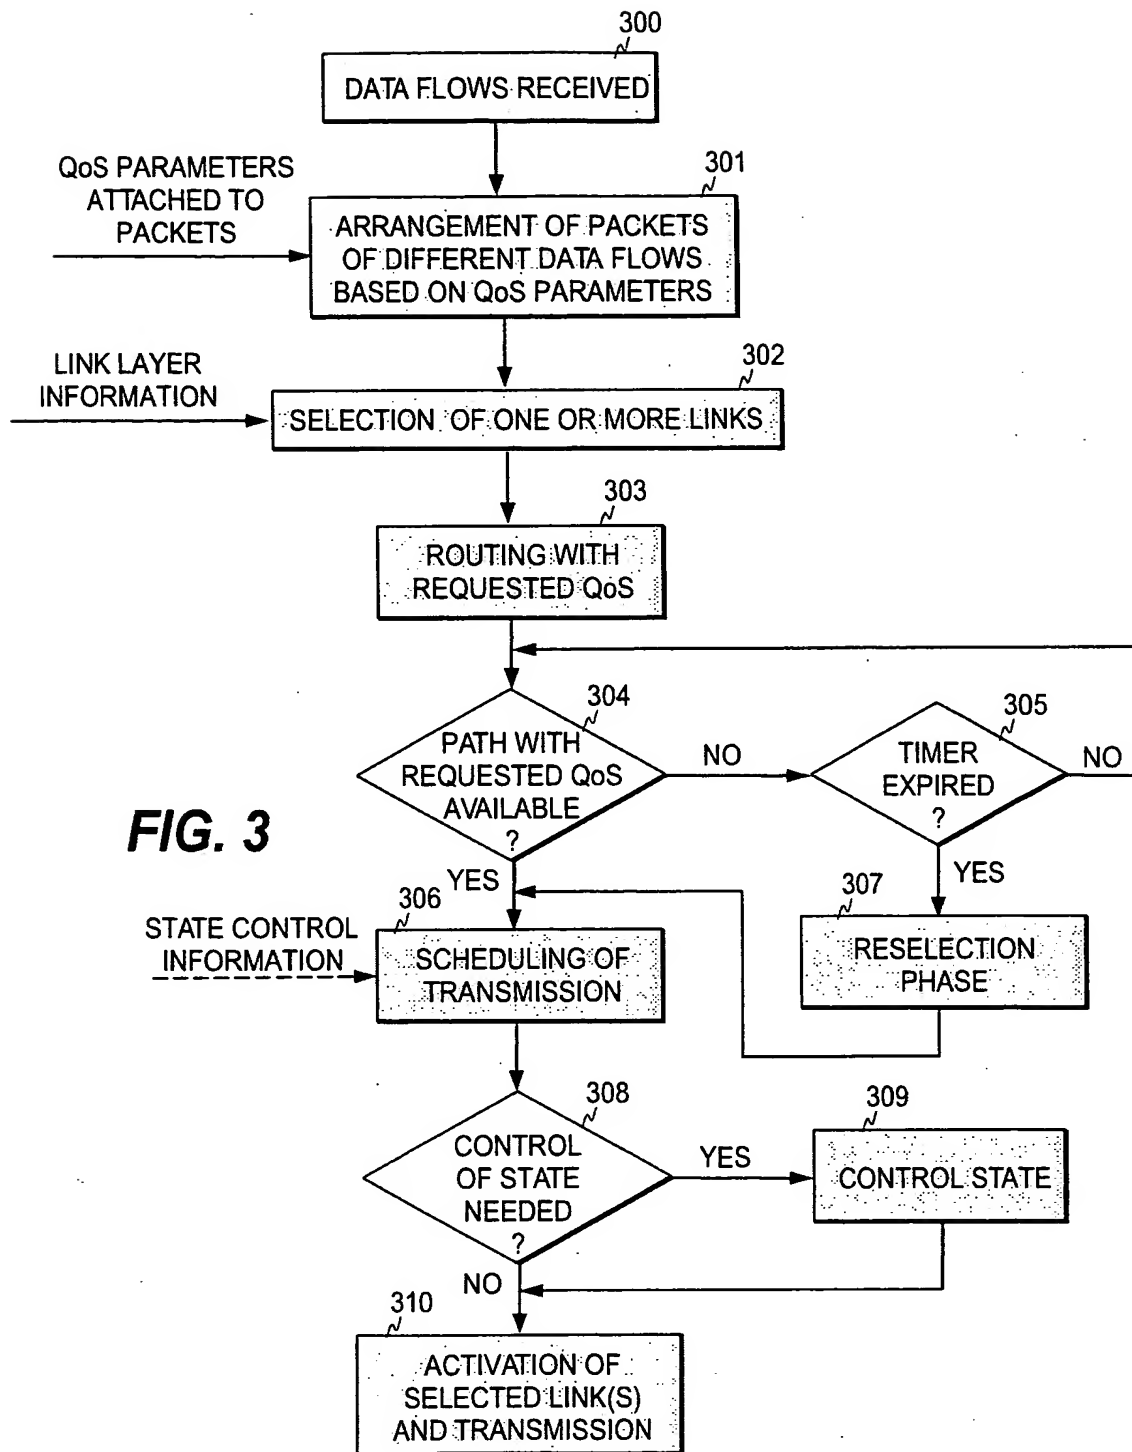 300
DATA FLOWS RECEIVED
QoS PARAMETERS
ATTACHED TO
PACKETS
301
ARRANGEMENT OF PACKETS
OF DIFFERENT DATA FLOWS
BASED ON QoS PARAMETERS
LINK LAYER
INFORMATION
302
SELECTION OF ONE OR MORE LINKS
303
ROUTING WITH
REQUESTED QoS
304
PATH WITH
REQUESTED QoS
AVAILABLE
?
NO
305
TIMER
EXPIRED
?
NO
FIG. 3
YES
YES
306
STATE CONTROL
INFORMATION
SCHEDULING OF
TRANSMISSION
307
RESELECTION
PHASE
308
CONTROL
OF STATE
NEEDED
?
YES
309
CONTROL STATE
NO
310
ACTIVATION OF
SELECTED LINK(S)
AND TRANSMISSION